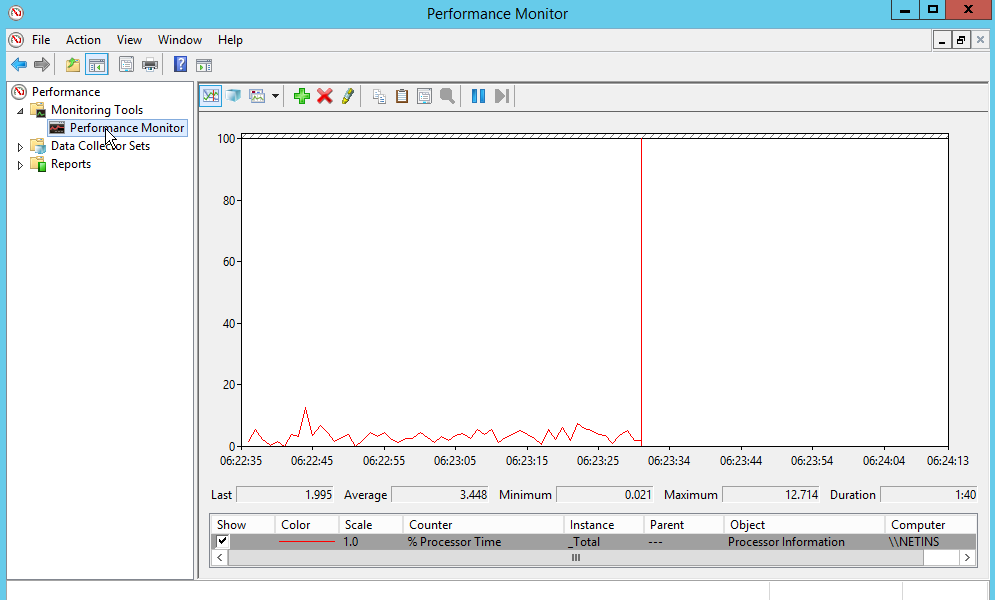 Performance Monitor
File Action View Window Help
Performance
Monitoring Tools
Performance Monitor
Data Collector Sets
Reports
100
80
60
40
20
0
06:22:35 06:22:45 06:22:55 06:23:05 06:23:15 06:23:25 06:23:34 06:23:44 06:23:54 06:24:04 06:24:13
Last 1.995 Average 3.448 Minimum 0.021 Maximum 12.714 Duration 1:40
Show Color Scale Counter Instance Parent Object Computer
1.0 % Processor Time _Total --- Processor Information \\NETINS